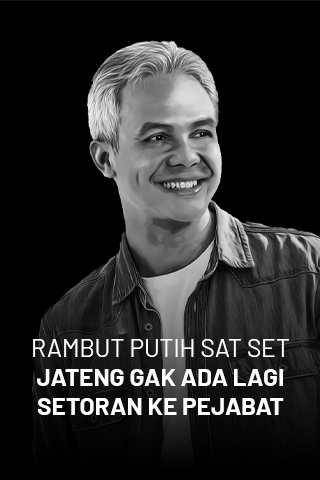 RAMBUT PUTIH SAT SET
JATENG GAK ADA LAGI
SETORAN KE PEJABAT